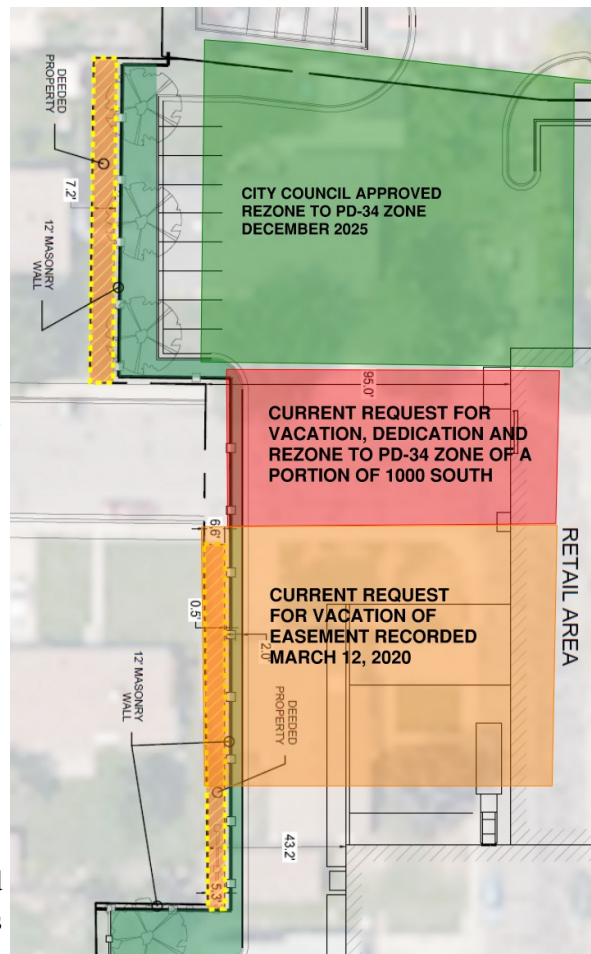 DEEDED
PROPERTY
7.2'
12' MASONRY
WALL
CITY COUNCIL APPROVED
REZONE TO PD-34 ZONE
DECEMBER 2025
95.0'
CURRENT REQUEST FOR
VACATION, DEDICATION AND
REZONE TO PD-34 ZONE OF A
PORTION OF 1000 SOUTH
6.6'
RETAIL AREA
CURRENT REQUEST
FOR VACATION OF
EASEMENT RECORDED
MARCH 12, 2020
0.5'
2.0'
12' MASONRY
WALL
DEEDED
PROPERTY
43.2'
5.3'